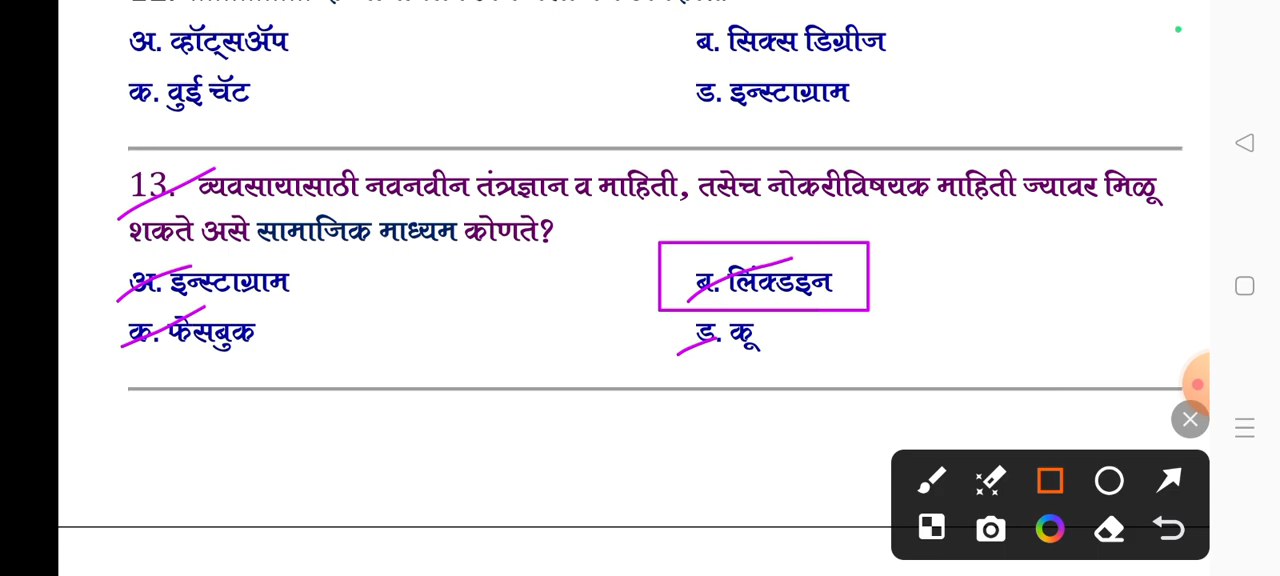 अ. व्हॉट्सॲप
ब. सिक्स डिग्रीज
क. वुई चॅट
ड. इन्स्टाग्राम
13. व्यवसायासाठी नवनवीन तंत्रज्ञान व माहिती, तसेच नोकरीविषयक माहिती ज्यावर मिळू
शकते असे सामाजिक माध्यम कोणते?
अ. इन्स्टाग्राम
ब. लिंक्डइन
क. फेसबुक
ड. कू